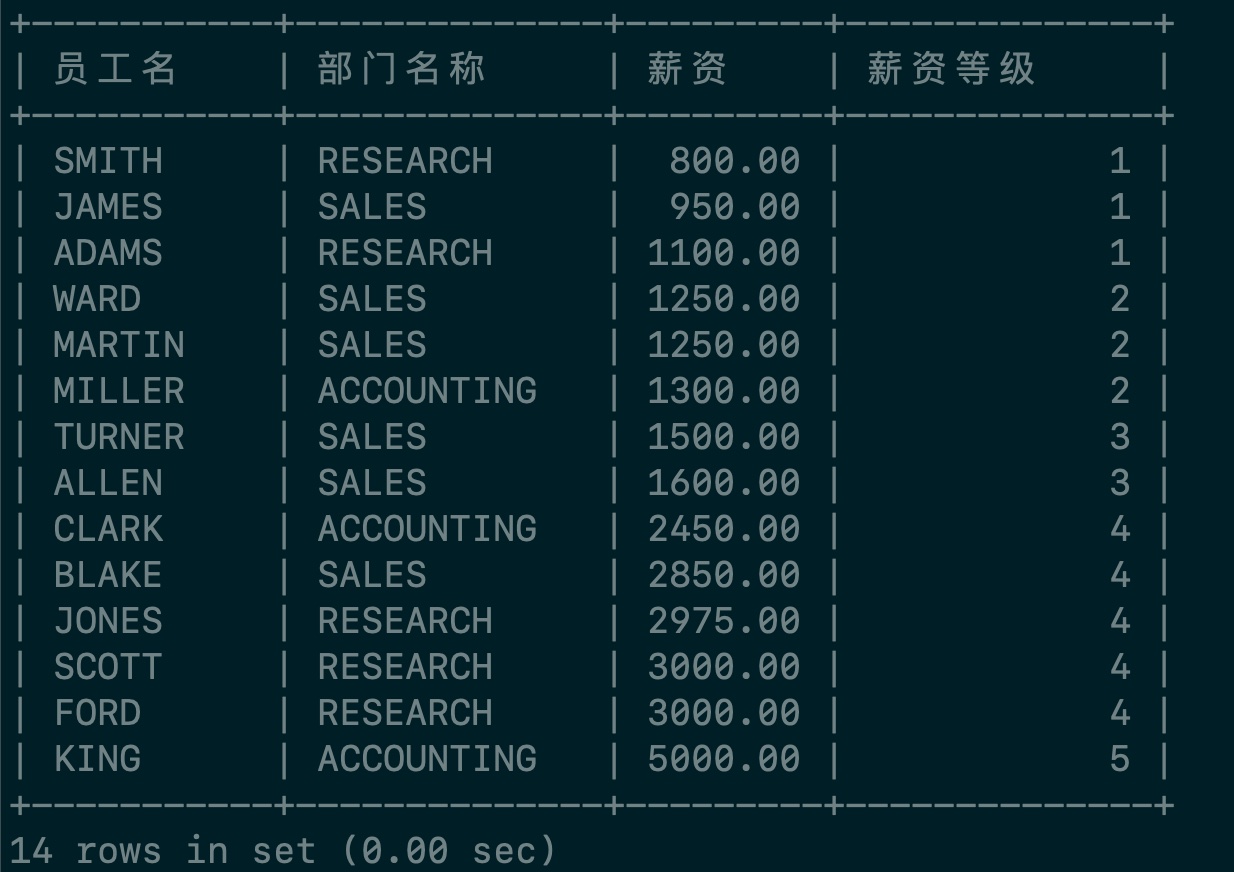 +-----------+--------------+---------+--------------+
| 员工名    | 部门名称     | 薪资    | 薪资等级     |
+-----------+--------------+---------+--------------+
| SMITH     | RESEARCH     |  800.00 |            1 |
| JAMES     | SALES        |  950.00 |            1 |
| ADAMS     | RESEARCH     | 1100.00 |            1 |
| WARD      | SALES        | 1250.00 |            2 |
| MARTIN    | SALES        | 1250.00 |            2 |
| MILLER    | ACCOUNTING   | 1300.00 |            2 |
| TURNER    | SALES        | 1500.00 |            3 |
| ALLEN     | SALES        | 1600.00 |            3 |
| CLARK     | ACCOUNTING   | 2450.00 |            4 |
| BLAKE     | SALES        | 2850.00 |            4 |
| JONES     | RESEARCH     | 2975.00 |            4 |
| SCOTT     | RESEARCH     | 3000.00 |            4 |
| FORD      | RESEARCH     | 3000.00 |            4 |
| KING      | ACCOUNTING   | 5000.00 |            5 |
+-----------+--------------+---------+--------------+
14 rows in set (0.00 sec)